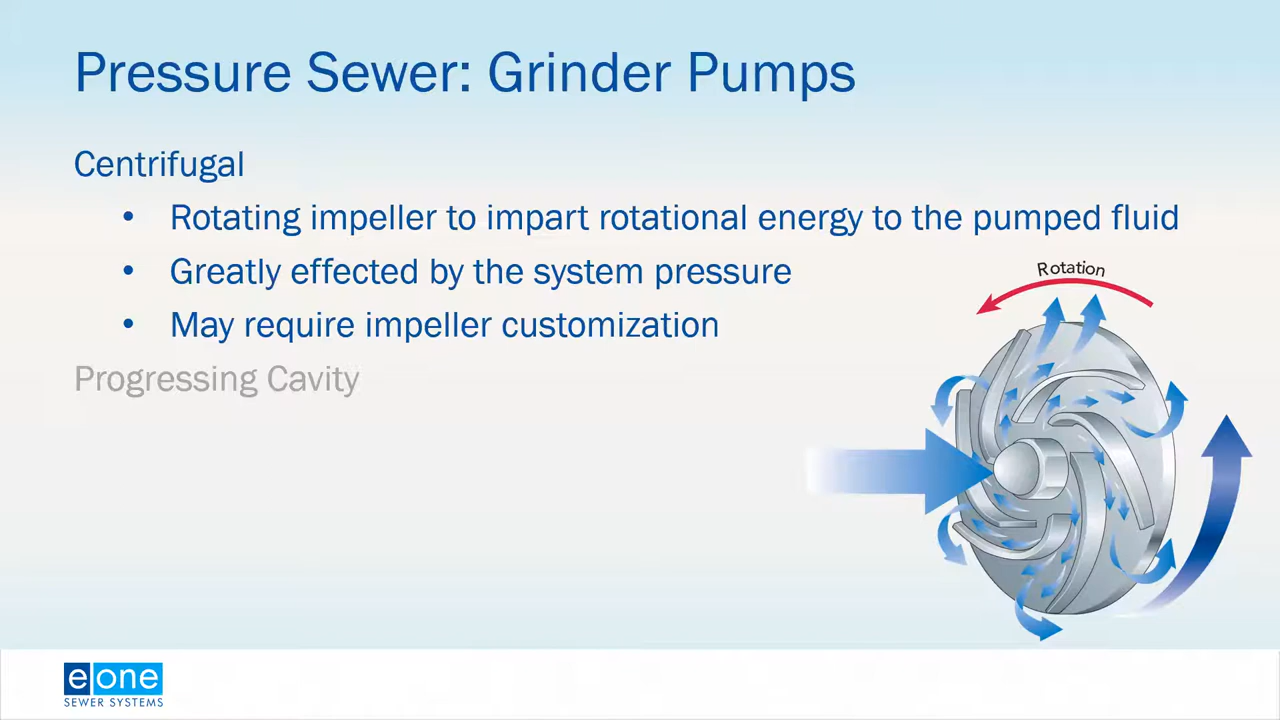 Pressure Sewer: Grinder Pumps
Centrifugal
• Rotating impeller to impart rotational energy to the pumped fluid
• Greatly effected by the system pressure
• May require impeller customization
Progressing Cavity
Rotation
e one
SEWER SYSTEMS